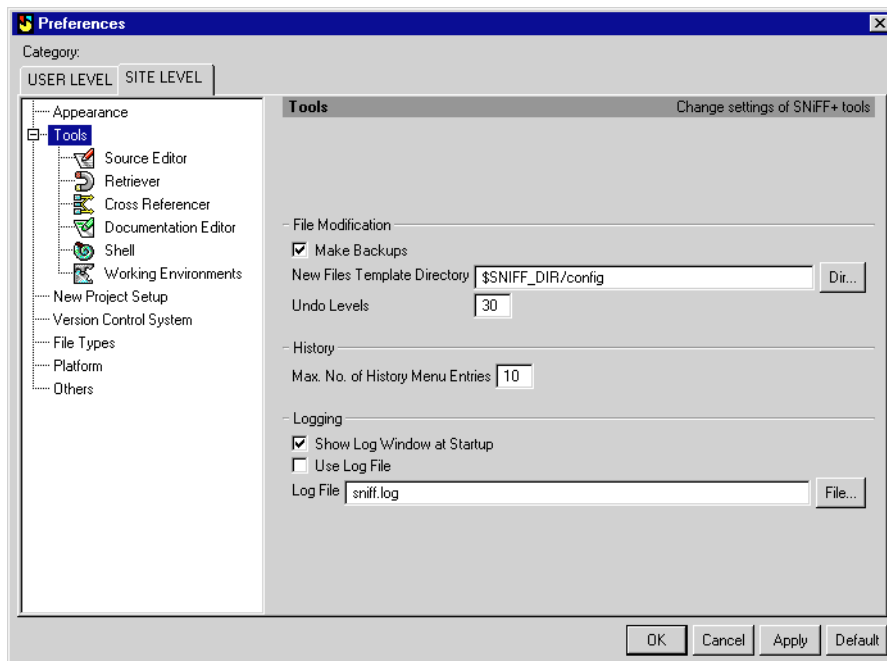 Preferences
Category:
USER LEVEL SITE LEVEL
Appearance
Tools
Source Editor
Retriever
Cross Referencer
Documentation Editor
Shell
Working Environments
New Project Setup
Version Control System
File Types
Platform
Others
Tools Change settings of SNiFF+ tools
File Modification
Make Backups
New Files Template Directory $SNIFF_DIR/config Dir...
Undo Levels 30
History
Max. No. of History Menu Entries 10
Logging
Show Log Window at Startup
Use Log File
Log File sniff.log File...
OK Cancel Apply Default